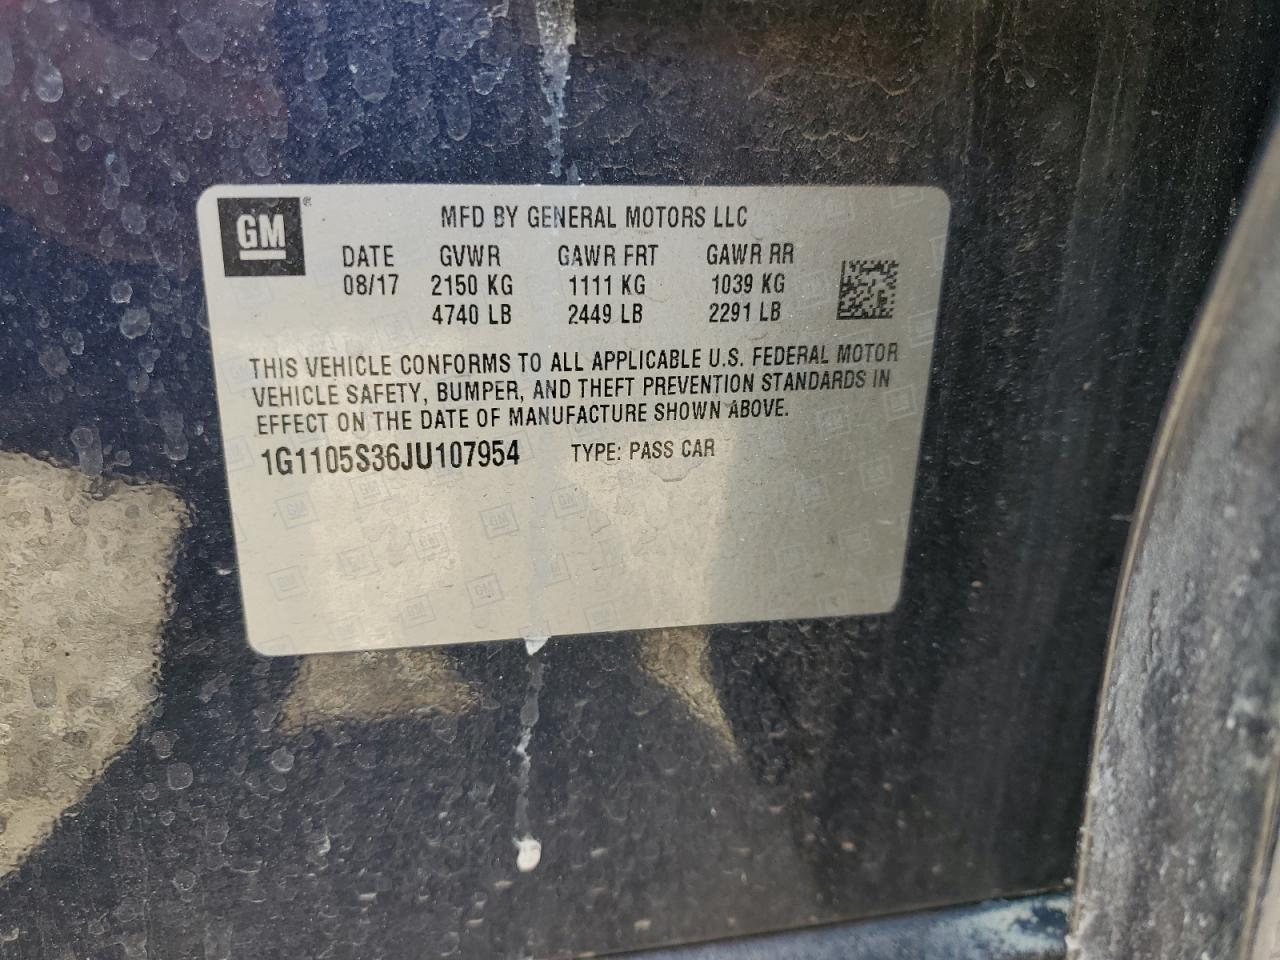 GM
MFD BY GENERAL MOTORS LLC
DATE GVWR GAWR FRT GAWR RR
08/17 2150 KG 1111 KG 1039 KG
4740 LB 2449 LB 2291 LB
THIS VEHICLE CONFORMS TO ALL APPLICABLE U.S. FEDERAL MOTOR
VEHICLE SAFETY, BUMPER, AND THEFT PREVENTION STANDARDS IN
EFFECT ON THE DATE OF MANUFACTURE SHOWN ABOVE.
1G1105S36JU107954 TYPE: PASS CAR